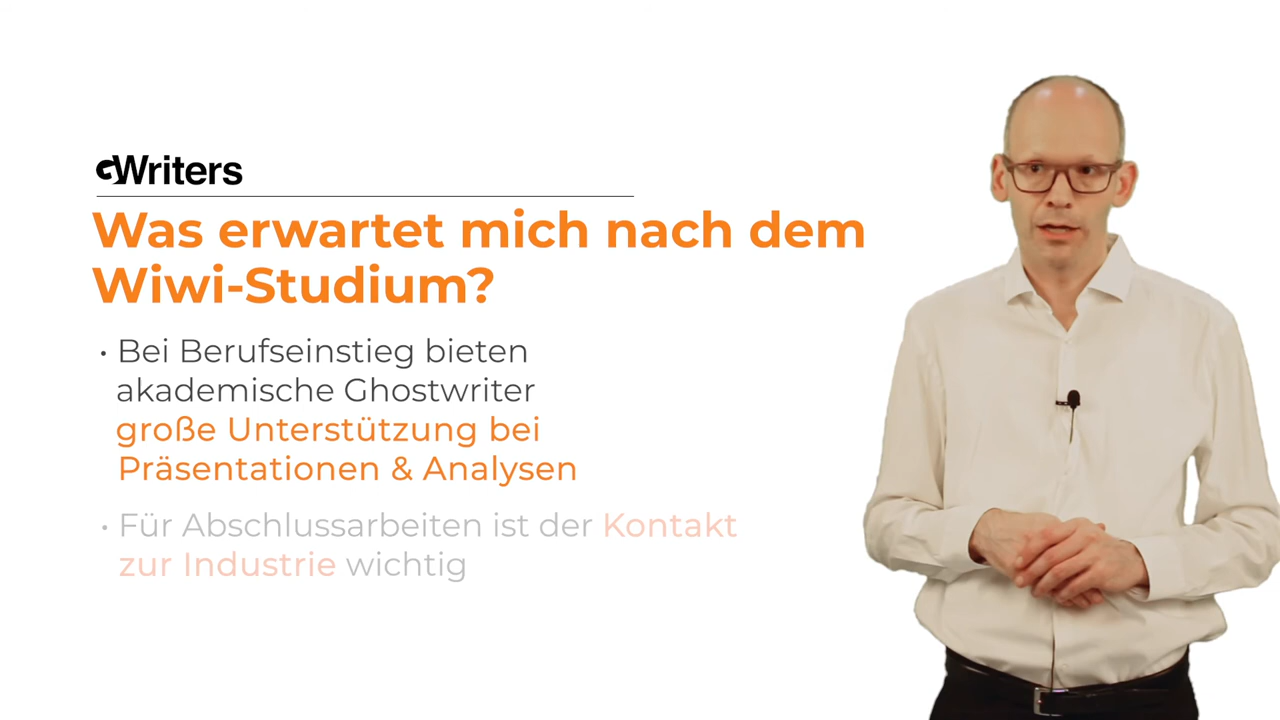 GWriters
Was erwartet mich nach dem
Wiwi-Studium?
• Bei Berufseinstieg bieten
akademische Ghostwriter
große Unterstützung bei
Präsentationen & Analysen
• Für Abschlussarbeiten ist der Kontakt
zur Industrie wichtig